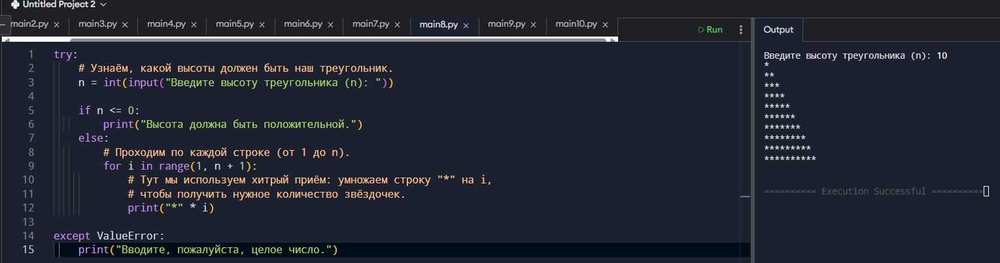 Untitled Project 2
main2.py × main3.py × main4.py × main5.py × main6.py × main7.py × main8.py × main9.py × main10.py ×
Run
1 try:
2     # Узнаём, какой высоты должен быть наш треугольник.
3     n = int(input("Введите высоту треугольника (n): "))
4
5     if n <= 0:
6         print("Высота должна быть положительной.")
7     else:
8         # Проходим по каждой строке (от 1 до n).
9         for i in range(1, n + 1):
10             # Тут мы используем хитрый приём: умножаем строку "*" на i,
11             # чтобы получить нужное количество звёздочек.
12             print("*" * i)
13
14 except ValueError:
15     print("Вводите, пожалуйста, целое число.")
Output
Введите высоту треугольника (n): 10
*
**
***
****
*****
******
*******
********
*********
**********
========== Execution Successful ==========